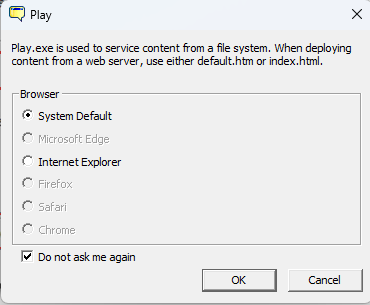 Play
Play.exe is used to service content from a file system. When deploying
content from a web server, use either default.htm or index.html.
Browser
System Default
Microsoft Edge
Internet Explorer
Firefox
Safari
Chrome
Do not ask me again
OK
Cancel